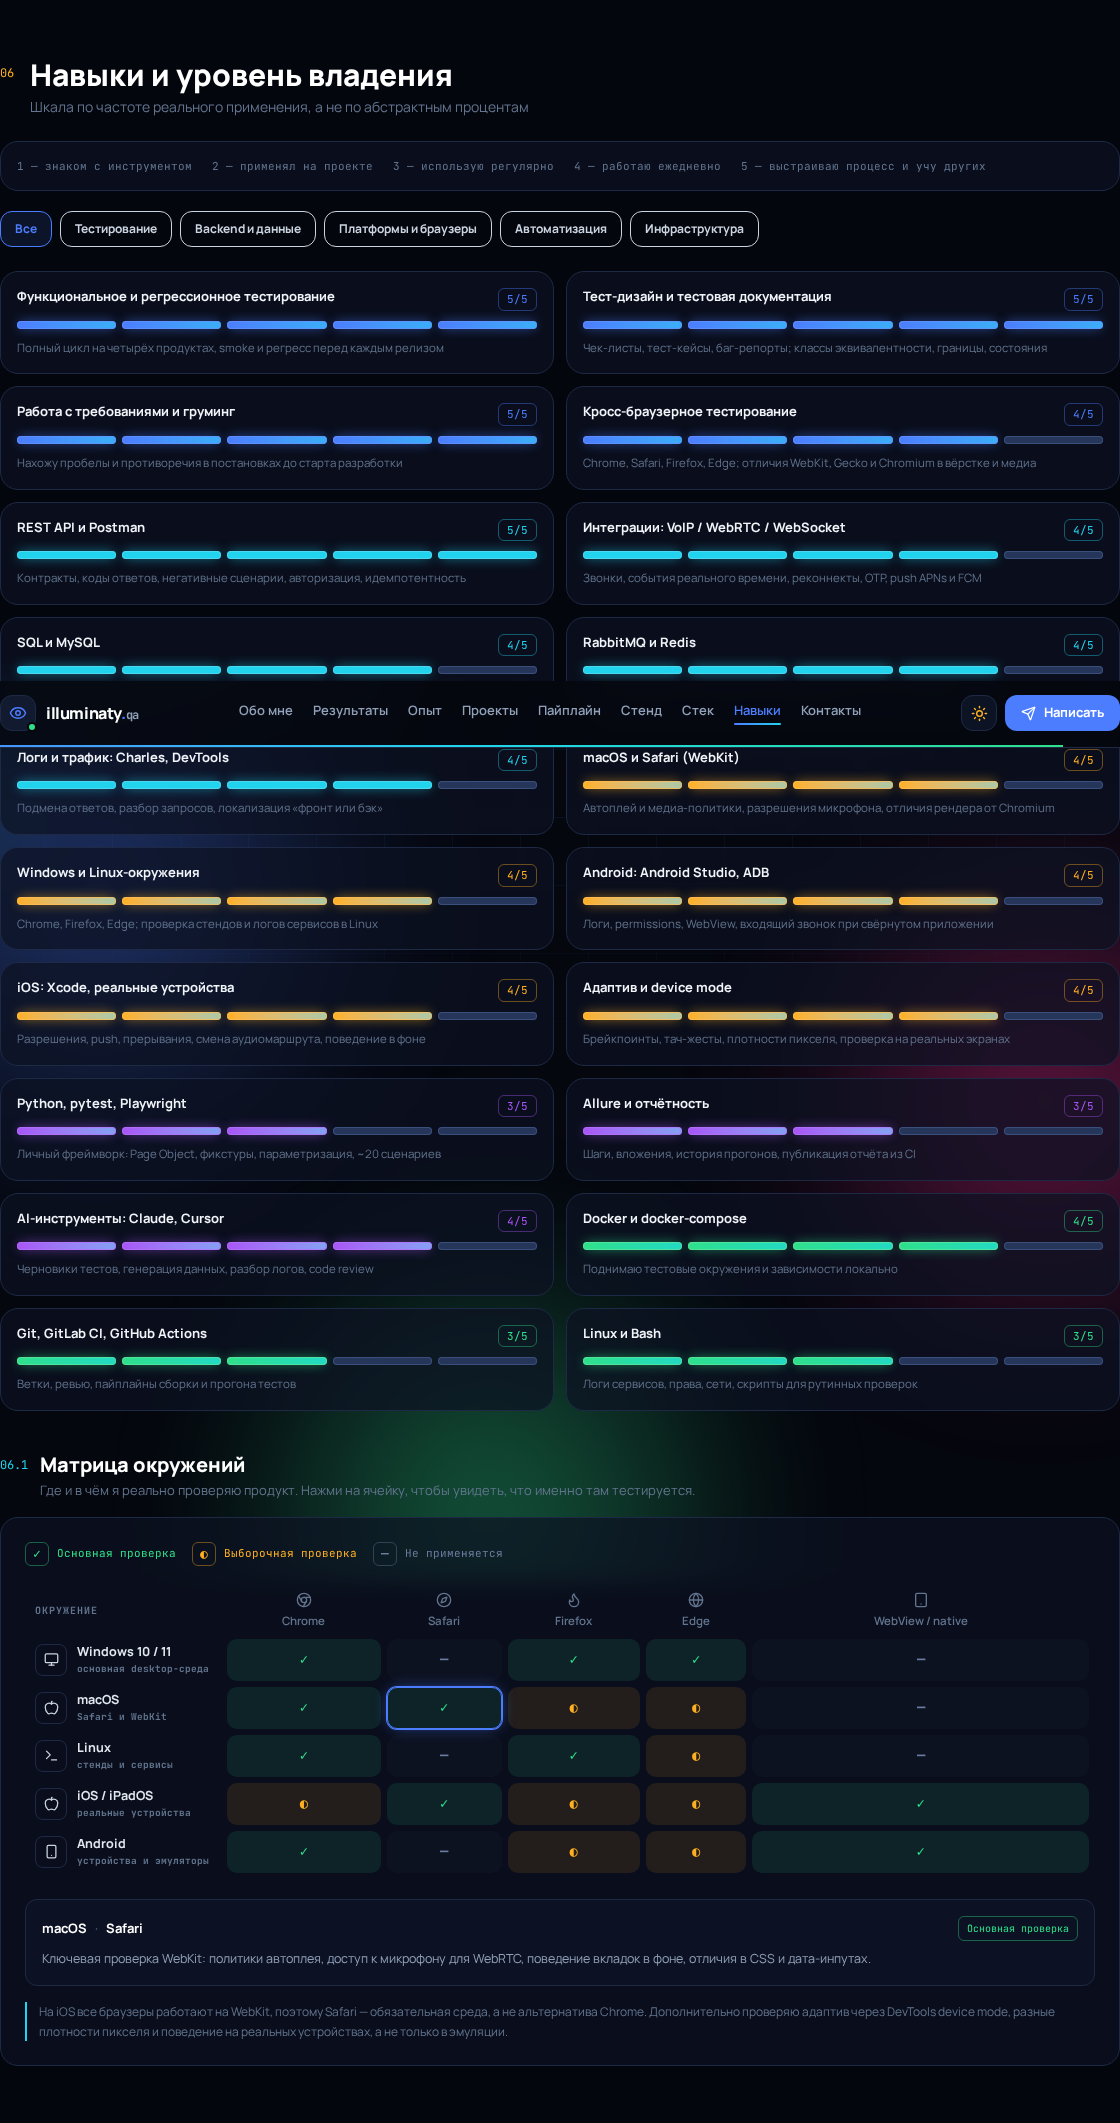 06
Навыки и уровень владения
Шкала по частоте реального применения, а не по абстрактным процентам
1 — знаком с инструментом 2 — применял на проекте 3 — использую регулярно 4 — работаю ежедневно 5 — выстраиваю процесс и учу других
Все Тестирование Backend и данные Платформы и браузеры Автоматизация Инфраструктура
Функциональное и регрессионное тестирование 5/5
Полный цикл на четырёх продуктах, smoke и регресс перед каждым релизом
Тест-дизайн и тестовая документация 5/5
Чек-листы, тест-кейсы, баг-репорты; классы эквивалентности, границы, состояния
Работа с требованиями и груминг 5/5
Нахожу пробелы и противоречия в постановках до старта разработки
Кросс-браузерное тестирование 4/5
Chrome, Safari, Firefox, Edge; отличия WebKit, Gecko и Chromium в вёрстке и медиа
REST API и Postman 5/5
Контракты, коды ответов, негативные сценарии, авторизация, идемпотентность
Интеграции: VoIP / WebRTC / WebSocket 4/5
Звонки, события реального времени, реконнекты, OTP, push APNs и FCM
SQL и MySQL 4/5
RabbitMQ и Redis 4/5
illuminaty.qa
Обо мне Результаты Опыт Проекты Пайплайн Стенд Стек Навыки Контакты
Написать
Логи и трафик: Charles, DevTools 4/5
Подмена ответов, разбор запросов, локализация «фронт или бэк»
macOS и Safari (WebKit) 4/5
Автоплей и медиа-политики, разрешения микрофона, отличия рендера от Chromium
Windows и Linux-окружения 4/5
Chrome, Firefox, Edge; проверка стендов и логов сервисов в Linux
Android: Android Studio, ADB 4/5
Логи, permissions, WebView, входящий звонок при свёрнутом приложении
iOS: Xcode, реальные устройства 4/5
Разрешения, push, прерывания, смена аудиомаршрута, поведение в фоне
Адаптив и device mode 4/5
Брейкпоинты, тач-жесты, плотности пикселя, проверка на реальных экранах
Python, pytest, Playwright 3/5
Личный фреймворк: Page Object, фикстуры, параметризация, ~20 сценариев
Allure и отчётность 3/5
Шаги, вложения, история прогонов, публикация отчёта из CI
AI-инструменты: Claude, Cursor 4/5
Черновики тестов, генерация данных, разбор логов, code review
Docker и docker-compose 4/5
Поднимаю тестовые окружения и зависимости локально
Git, GitLab CI, GitHub Actions 3/5
Ветки, ревью, пайплайны сборки и прогона тестов
Linux и Bash 3/5
Логи сервисов, права, сети, скрипты для рутинных проверок
06.1
Матрица окружений
Где и в чём я реально проверяю продукт. Нажми на ячейку, чтобы увидеть, что именно там тестируется.
✓ Основная проверка ◐ Выборочная проверка — Не применяется
ОКРУЖЕНИЕ Chrome Safari Firefox Edge WebView / native
Windows 10 / 11 ✓ — ✓ ✓ —
основная desktop-среда
macOS ✓ ✓ ◐ ◐ —
Safari и WebKit
Linux ✓ — ✓ ◐ —
стенды и сервисы
iOS / iPadOS ◐ ✓ ◐ ◐ ✓
реальные устройства
Android ✓ — ◐ ◐ ✓
устройства и эмуляторы
macOS · Safari Основная проверка
Ключевая проверка WebKit: политики автоплея, доступ к микрофону для WebRTC, поведение вкладок в фоне, отличия в CSS и дата-инпутах.
На iOS все браузеры работают на WebKit, поэтому Safari — обязательная среда, а не альтернатива Chrome. Дополнительно проверяю адаптив через DevTools device mode, разные
плотности пикселя и поведение на реальных устройствах, а не только в эмуляции.